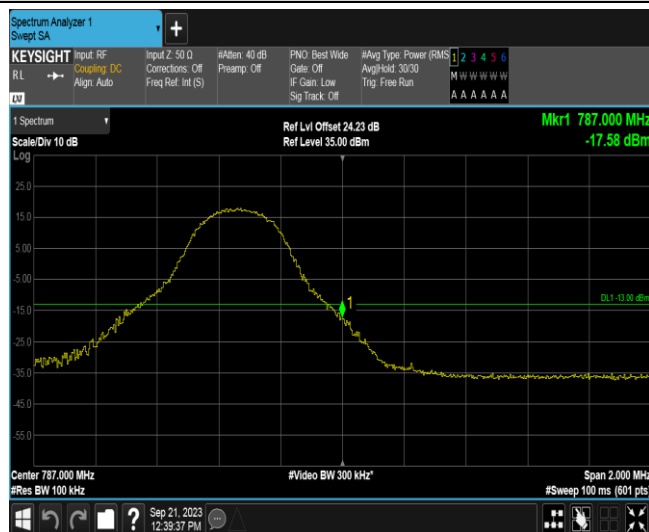 Spectrum Analyzer 1
Swept SA
+
KEYSIGHT
RL
LXI
Input: RF
Coupling: DC
Align: Auto
Input Z: 50 Ω
Corrections: Off
Freq Ref: Int (S)
#Atten: 40 dB
Preamp: Off
PNO: Best Wide
Gate: Off
IF Gain: Low
Sig Track: Off
#Avg Type: Power (RMS
Avg|Hold: 30/30
Trig: Free Run
1 2 3 4 5 6
M W W W W W
A A A A A A
1 Spectrum
Scale/Div 10 dB
Ref Lvl Offset 24.23 dB
Ref Level 35.00 dBm
Mkr1 787.000 MHz
-17.58 dBm
Log
25.0
15.0
5.00
-5.00
-15.0
-25.0
-35.0
-45.0
-55.0
1
DL1 -13.00 dBm
Center 787.000 MHz
#Res BW 100 kHz
#Video BW 300 kHz*
Span 2.000 MHz
#Sweep 100 ms (601 pts)
?
Sep 21, 2023
12:39:37 PM